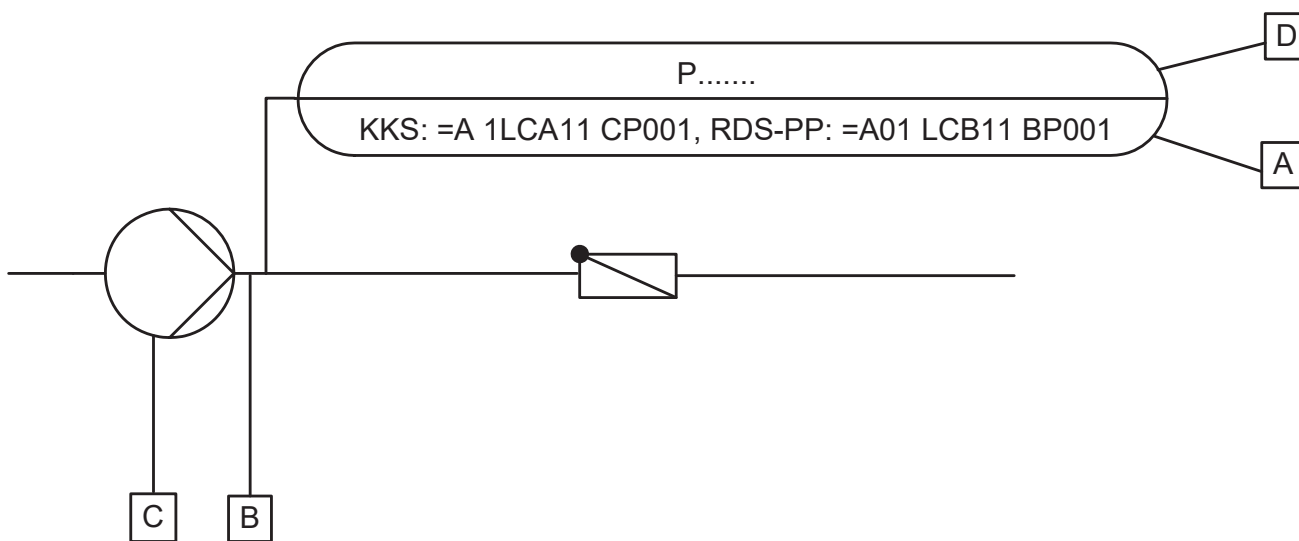 D
P.......
KKS: =A 1LCA11 CP001, RDS-PP: =A01 LCB11 BP001
A
C
B